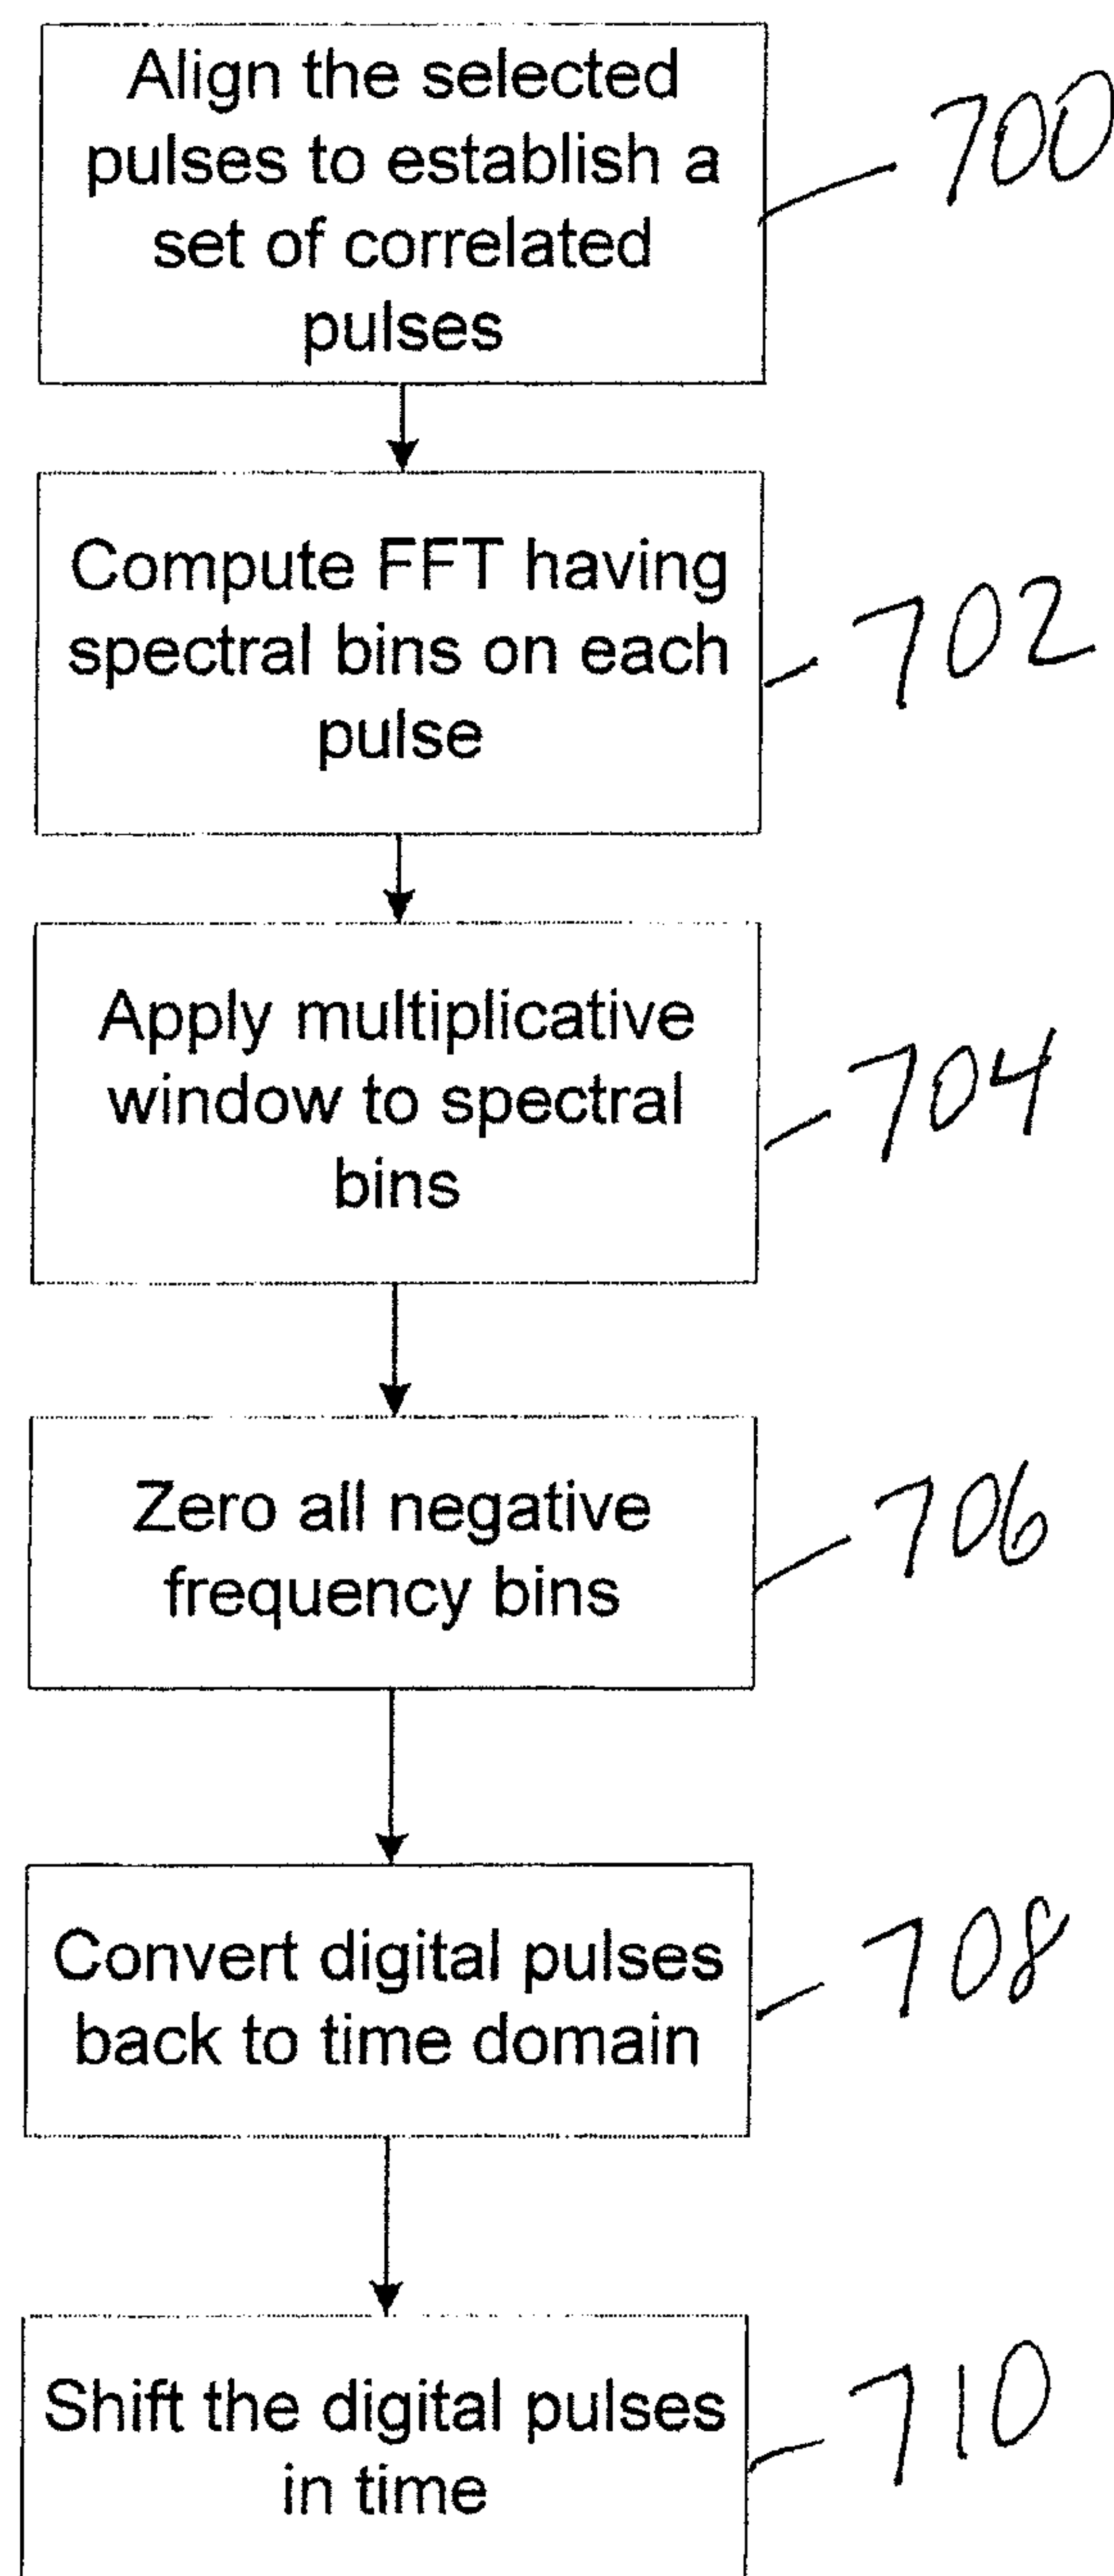 Align the selected
pulses to establish a
set of correlated
pulses
700
Compute FFT having
spectral bins on each
pulse
702
Apply multiplicative
window to spectral
bins
704
Zero all negative
frequency bins
706
Convert digital pulses
back to time domain
708
Shift the digital pulses
in time
710